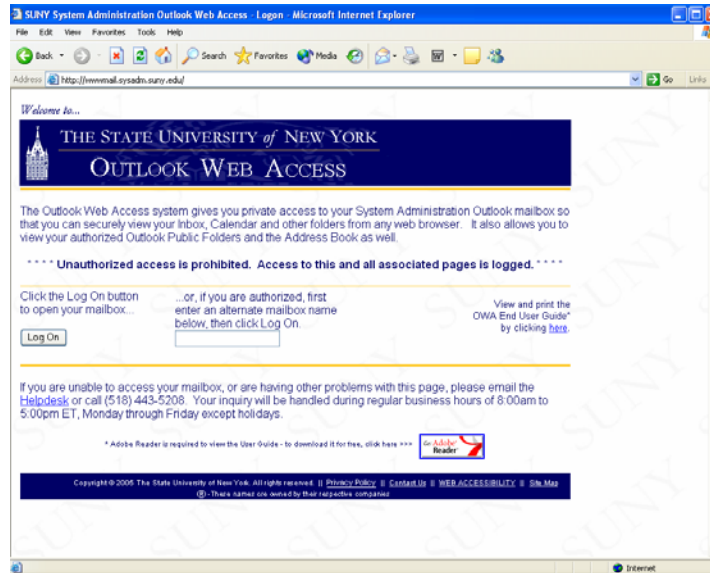 SUNY System Administration Outlook Web Access - Logon - Microsoft Internet Explorer
File Edit View Favorites Tools Help
Back Search Favorites Media
Address http://wwwmail.sysadm.suny.edu/ Go Links
Welcome to...
THE STATE UNIVERSITY of NEW YORK
OUTLOOK WEB ACCESS
The Outlook Web Access system gives you private access to your System Administration Outlook mailbox so
that you can securely view your Inbox, Calendar and other folders from any web browser. It also allows you to
view your authorized Outlook Public Folders and the Address Book as well.
* * * * Unauthorized access is prohibited. Access to this and all associated pages is logged. * * * *
Click the Log On button
to open your mailbox...
Log On
...or, if you are authorized, first
enter an alternate mailbox name
below, then click Log On.
View and print the
OWA End User Guide*
by clicking here.
If you are unable to access your mailbox, or are having other problems with this page, please email the
Helpdesk or call (518) 443-5208. Your inquiry will be handled during regular business hours of 8:00am to
5:00pm ET, Monday through Friday except holidays.
* Adobe Reader is required to view the User Guide - to download it for free, click here >>>
Get Adobe
Reader
Copyright © 2005 The State University of New York. All rights reserved. || Privacy Policy || Contact Us || WEB ACCESSIBILITY || Site Map
® - These names are owned by their respective companies
SUNY
Internet